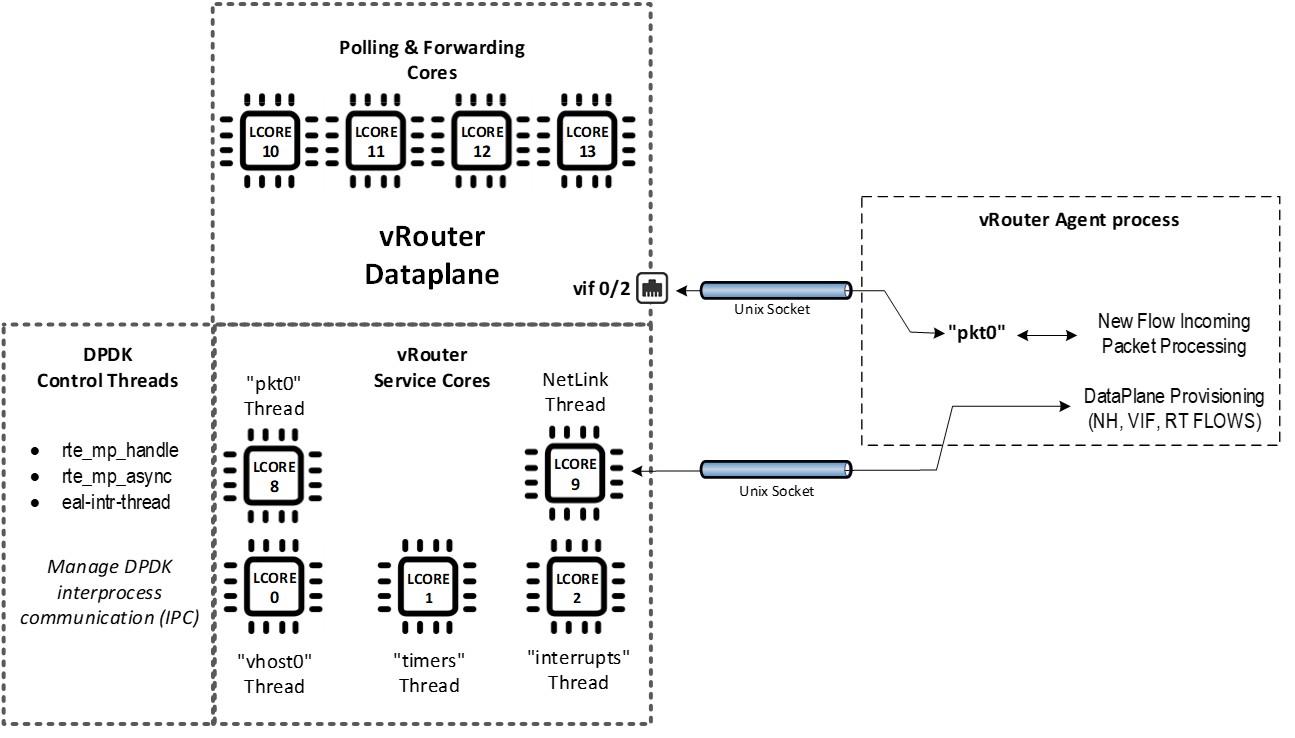 Polling & Forwarding
Cores
LCORE
10
LCORE
11
LCORE
12
LCORE
13
vRouter
Dataplane
vif 0/2
Unix Socket
vRouter Agent process
"pkt0"
New Flow Incoming
Packet Processing
DataPlane Provisioning
(NH, VIF, RT FLOWS)
Unix Socket
DPDK
Control Threads
• rte_mp_handle
• rte_mp_async
• eal-intr-thread
Manage DPDK
interprocess
communication (IPC)
vRouter
Service Cores
"pkt0"
Thread
LCORE
8
NetLink
Thread
LCORE
9
LCORE
0
"vhost0"
Thread
LCORE
1
"timers"
Thread
LCORE
2
"interrupts"
Thread